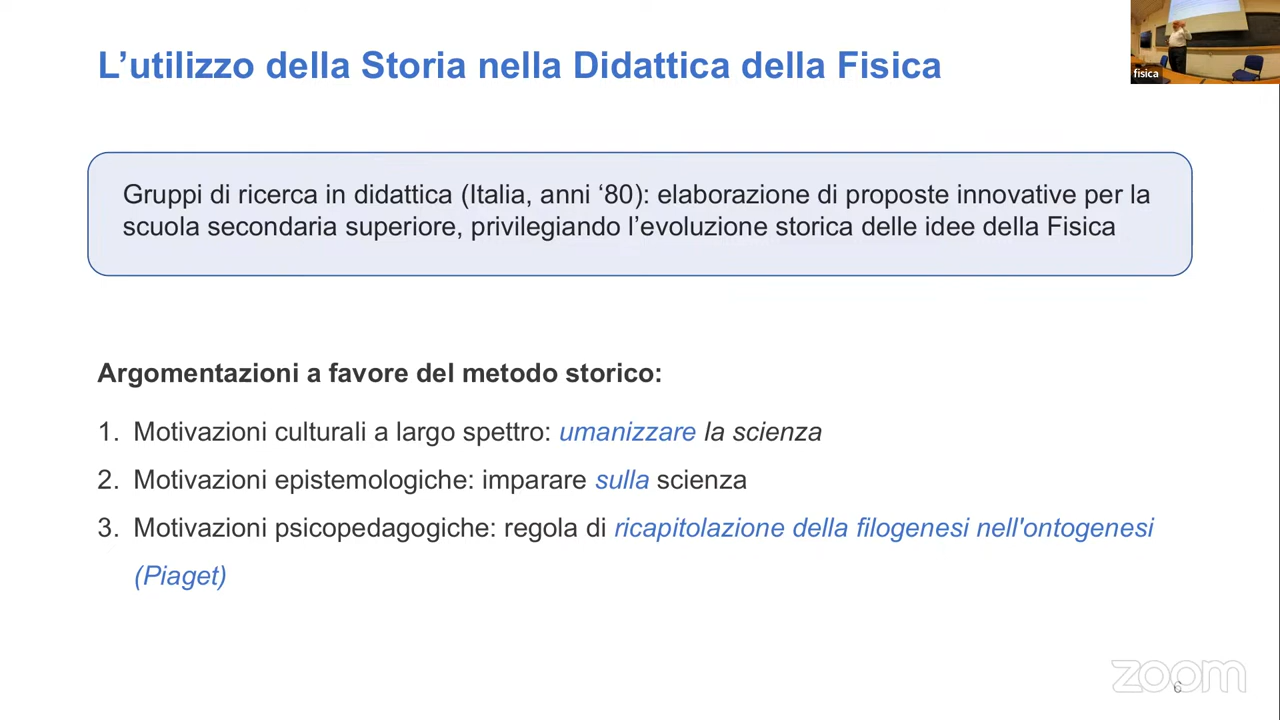 L’utilizzo della Storia nella Didattica della Fisica
fisica
Gruppi di ricerca in didattica (Italia, anni ‘80): elaborazione di proposte innovative per la
scuola secondaria superiore, privilegiando l’evoluzione storica delle idee della Fisica
Argomentazioni a favore del metodo storico:
1. Motivazioni culturali a largo spettro: umanizzare la scienza
2. Motivazioni epistemologiche: imparare sulla scienza
3. Motivazioni psicopedagogiche: regola di ricapitolazione della filogenesi nell'ontogenesi
(Piaget)
zoom
6